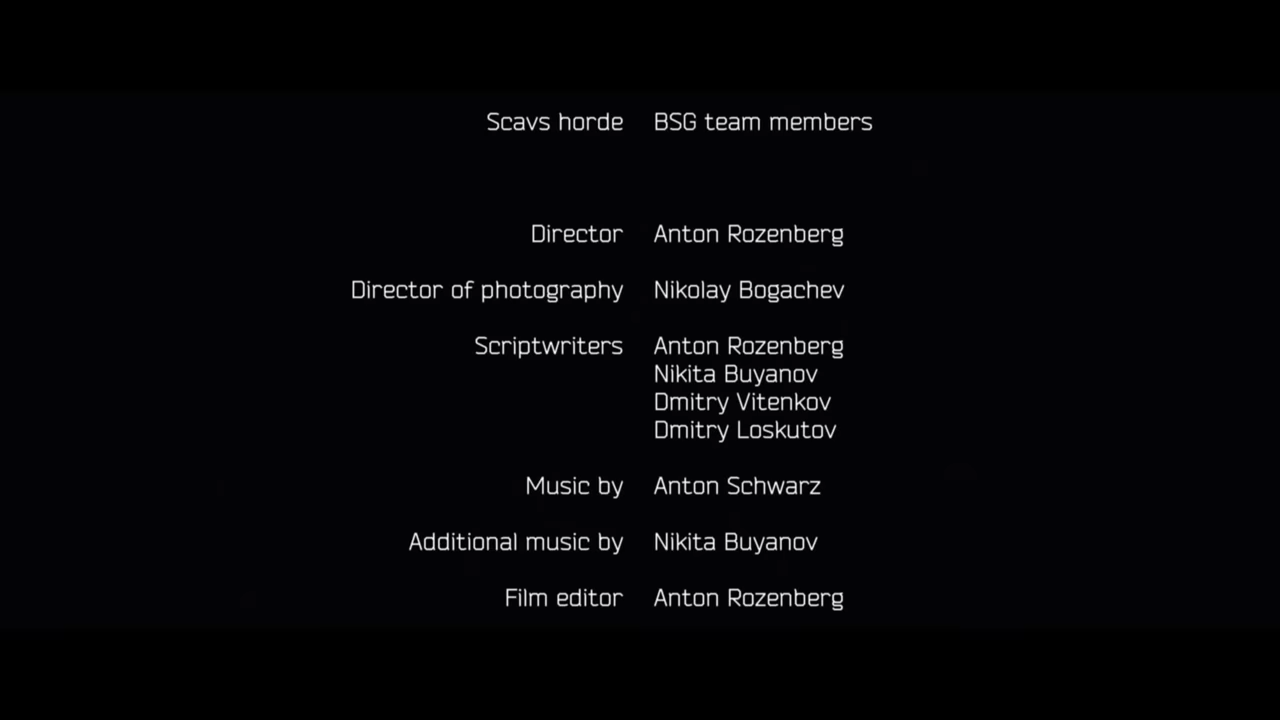 Scavs horde BSG team members
Director Anton Rozenberg
Director of photography Nikolay Bogachev
Scriptwriters Anton Rozenberg
Nikita Buyanov
Dmitry Vitenkov
Dmitry Loskutov
Music by Anton Schwarz
Additional music by Nikita Buyanov
Film editor Anton Rozenberg